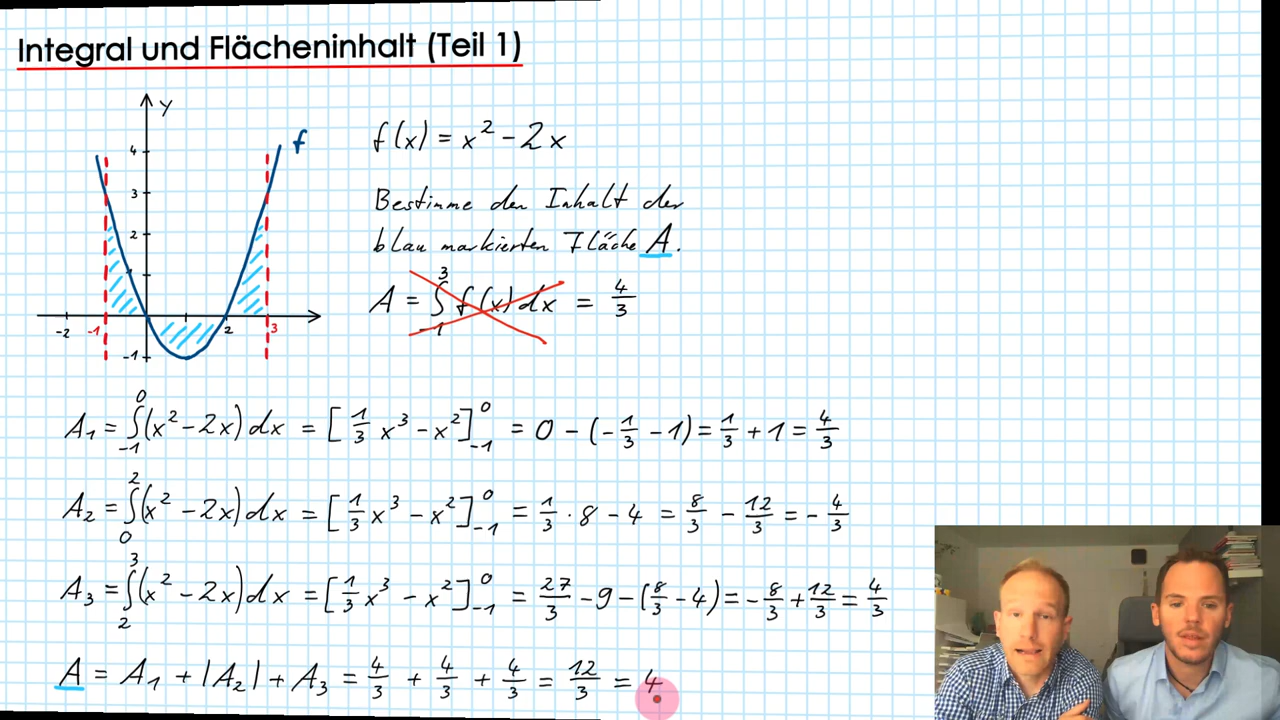 Integral und Flächeninhalt (Teil 1)
y
f
4
3
2
1
-2 -1 2 3
-1
f(x) = x² - 2x
Bestimme den Inhalt der
blau markierten Fläche A.
A = ∫₋₁³ f(x) dx = 4/3
A₁ = ∫₋₁⁰ (x² - 2x) dx = [1/3 x³ - x²]₋₁⁰ = 0 - (-1/3 - 1) = 1/3 + 1 = 4/3
A₂ = ∫₀² (x² - 2x) dx = [1/3 x³ - x²]₋₁⁰ = 1/3 · 8 - 4 = 8/3 - 12/3 = -4/3
A₃ = ∫₂³ (x² - 2x) dx = [1/3 x³ - x²]₋₁⁰ = 27/3 - 9 - (8/3 - 4) = -8/3 + 12/3 = 4/3
A = A₁ + |A₂| + A₃ = 4/3 + 4/3 + 4/3 = 12/3 = 4